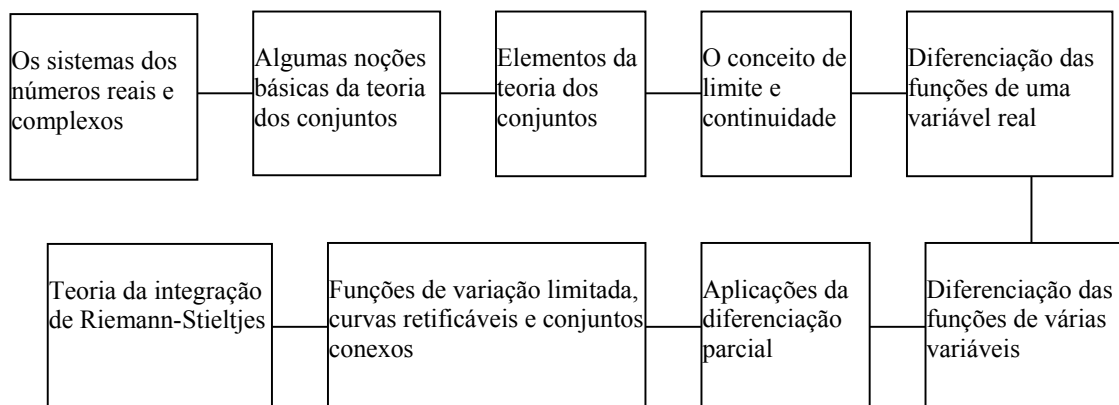 Os sistemas dos
números reais e
complexos
Algumas noções
básicas da teoria
dos conjuntos
Elementos da
teoria dos
conjuntos
O conceito de
limite e
continuidade
Diferenciação das
funções de uma
variável real
Diferenciação das
funções de várias
variáveis
Aplicações da
diferenciação
parcial
Funções de variação limitada,
curvas retificáveis e conjuntos
conexos
Teoria da integração
de Riemann-Stieltjes